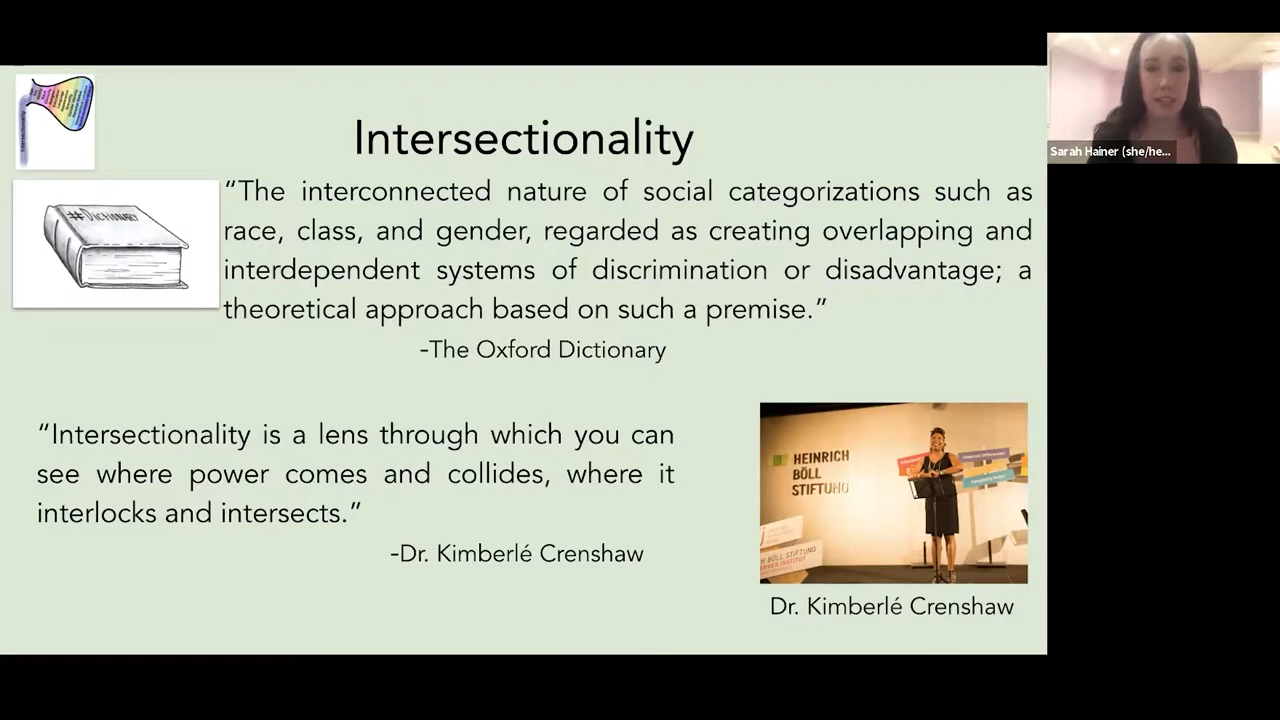 Intersectionality
Intersectionality
#DICTIONARY
“The interconnected nature of social categorizations such as
race, class, and gender, regarded as creating overlapping and
interdependent systems of discrimination or disadvantage; a
theoretical approach based on such a premise.”
-The Oxford Dictionary
“Intersectionality is a lens through which you can
see where power comes and collides, where it
interlocks and intersects.”
-Dr. Kimberlé Crenshaw
HEINRICH
BÖLL
STIFTUNG
STIFTUNG
Dr. Kimberlé Crenshaw
Sarah Hainer (she/he...